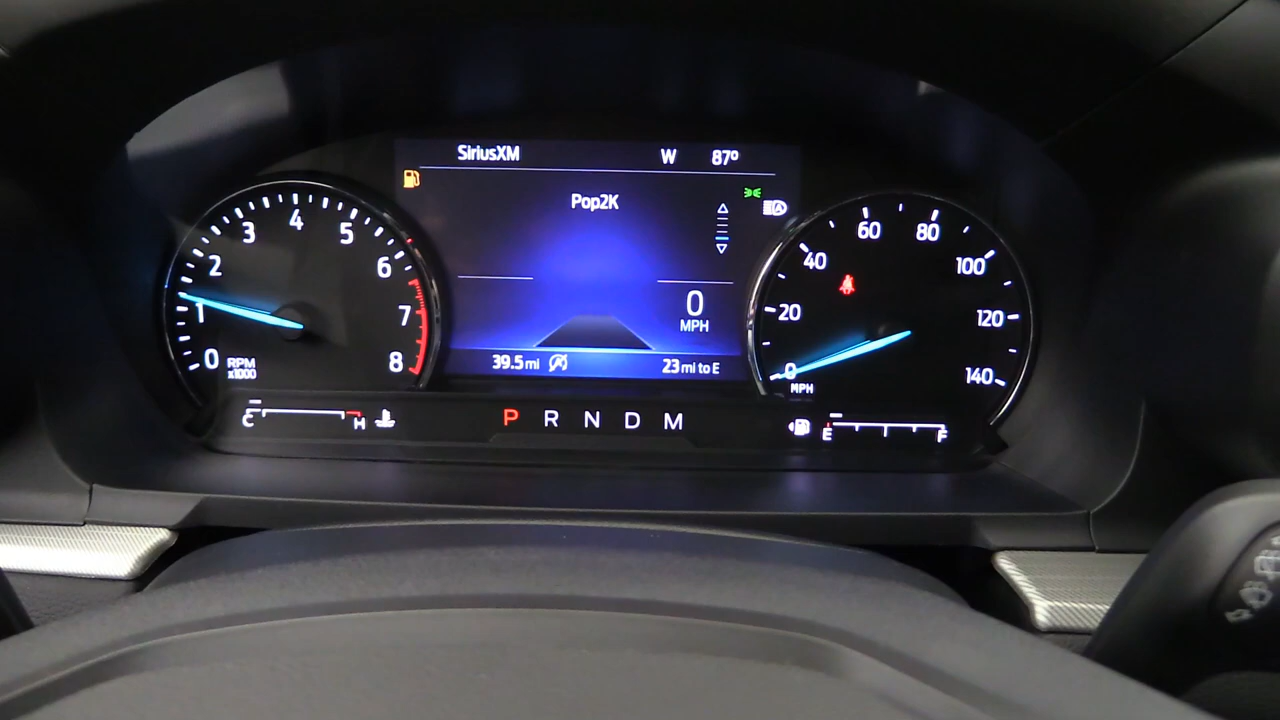 SiriusXM W 87º
Pop2K
0
MPH
39.5 mi 23 mi to E
0 1 2 3 4 5 6 7 8
RPM
x1000
0 20 40 60 80 100 120 140
MPH
C H
P R N D M
E F